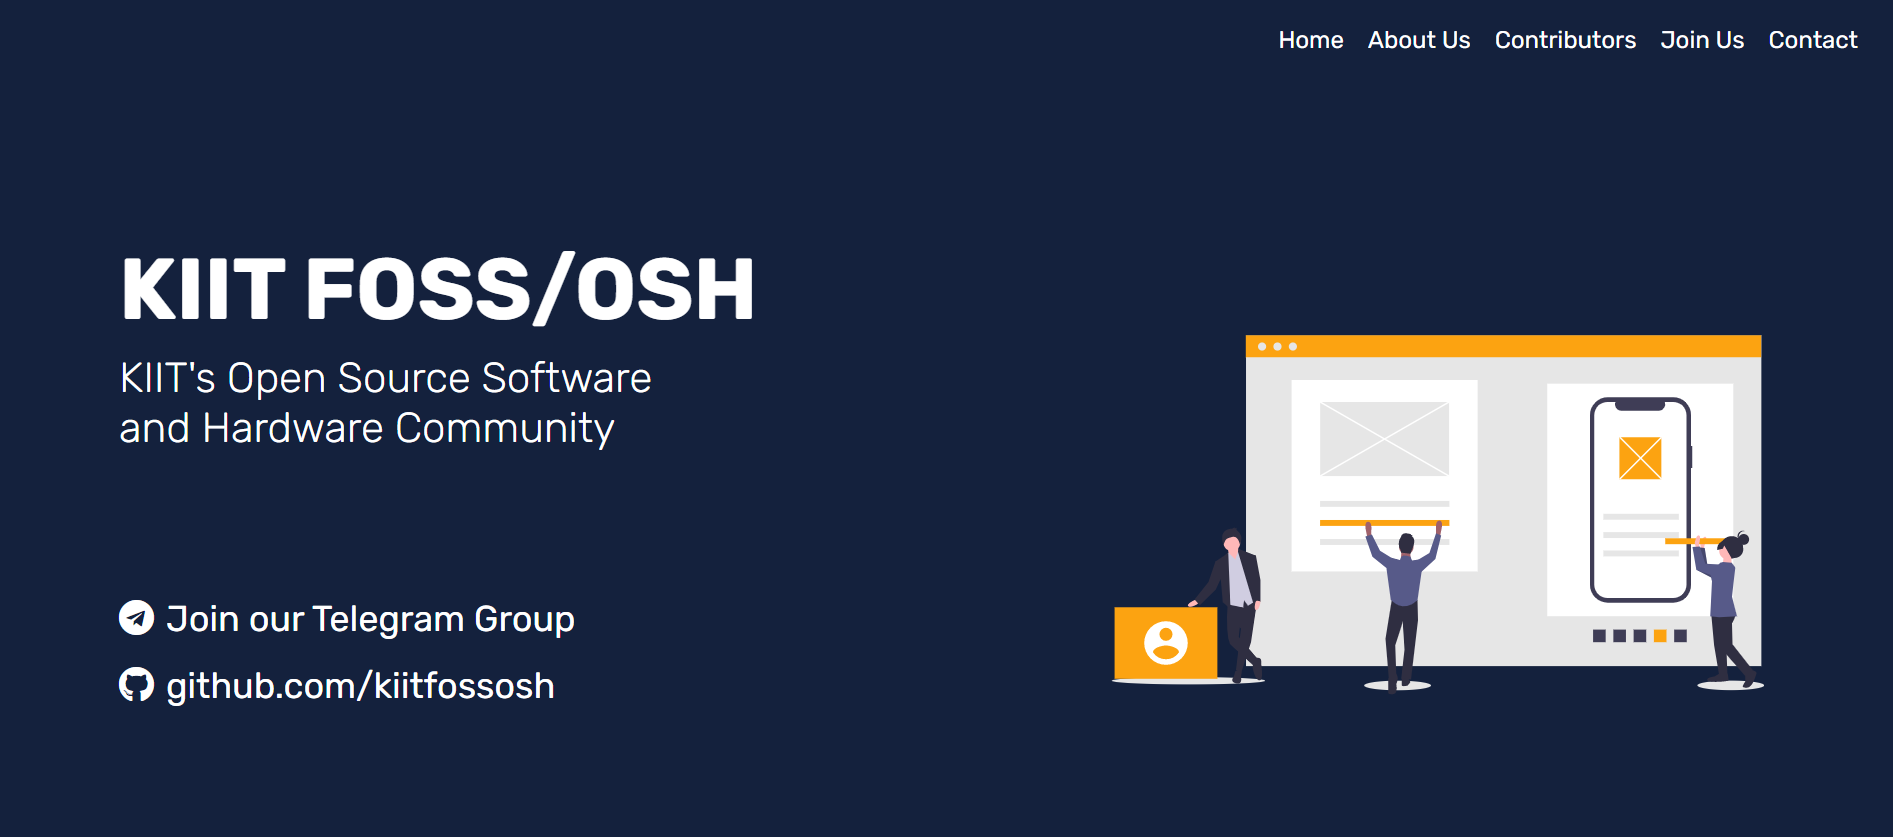 Home About Us Contributors Join Us Contact
KIIT FOSS/OSH
KIIT's Open Source Software
and Hardware Community
Join our Telegram Group
github.com/kiitfossosh